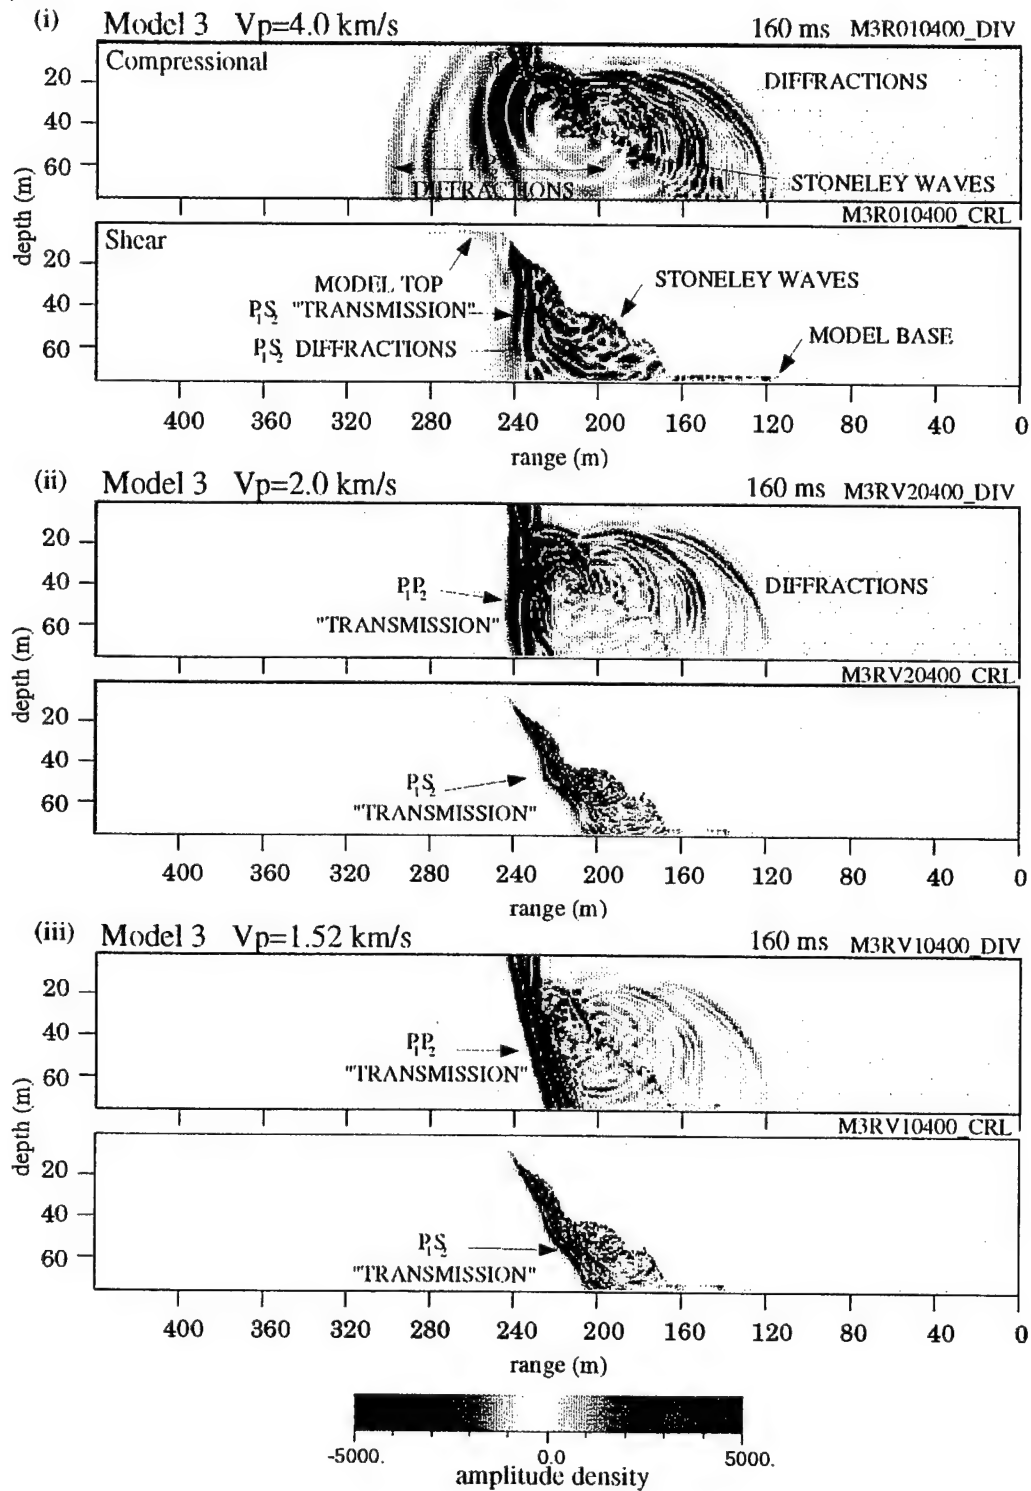 (i) Model 3 Vp=4.0 km/s 160 ms M3R010400_DIV
Compressional
DIFFRACTIONS
20
40
60
DIFFRACTIONS
STONELEY WAVES
M3R010400_CRL
depth (m)
Shear
20
40
60
MODEL TOP
STONELEY WAVES
P₁S₂ "TRANSMISSION"
P₁S₂ DIFFRACTIONS
MODEL BASE
400 360 320 280 240 200 160 120 80 40 0
range (m)
(ii) Model 3 Vp=2.0 km/s 160 ms M3RV20400_DIV
20
40
60
P₁P₂
"TRANSMISSION"
DIFFRACTIONS
M3RV20400_CRL
depth (m)
20
40
60
P₁S₂
"TRANSMISSION"
400 360 320 280 240 200 160 120 80 40 0
range (m)
(iii) Model 3 Vp=1.52 km/s 160 ms M3RV10400_DIV
20
40
60
P₁P₂
"TRANSMISSION"
M3RV10400_CRL
depth (m)
20
40
60
P₁S₂
"TRANSMISSION"
400 360 320 280 240 200 160 120 80 40 0
range (m)
-5000. 0.0 5000.
amplitude density